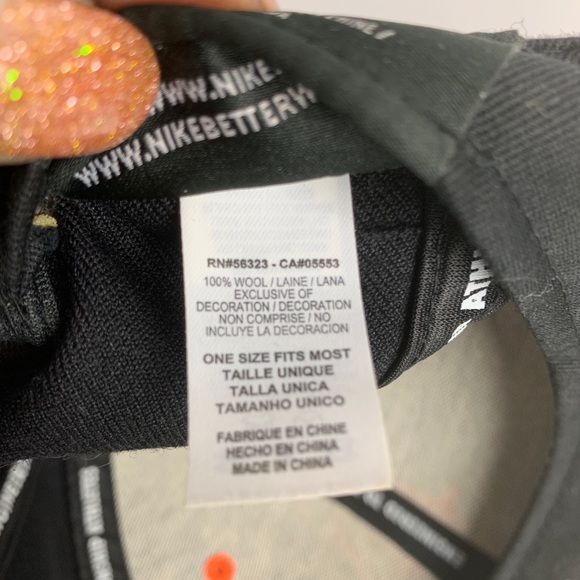 WWW.NIKE
WWW.NIKEBETTERW
RN#56323 - CA#05553
100% WOOL / LAINE / LANA
EXCLUSIVE OF
DECORATION / DECORATION
NON COMPRISE / NO
INCLUYE LA DECORACION
ONE SIZE FITS MOST
TAILLE UNIQUE
TALLA UNICA
TAMANHO UNICO
FABRIQUE EN CHINE
HECHO EN CHINA
MADE IN CHINA